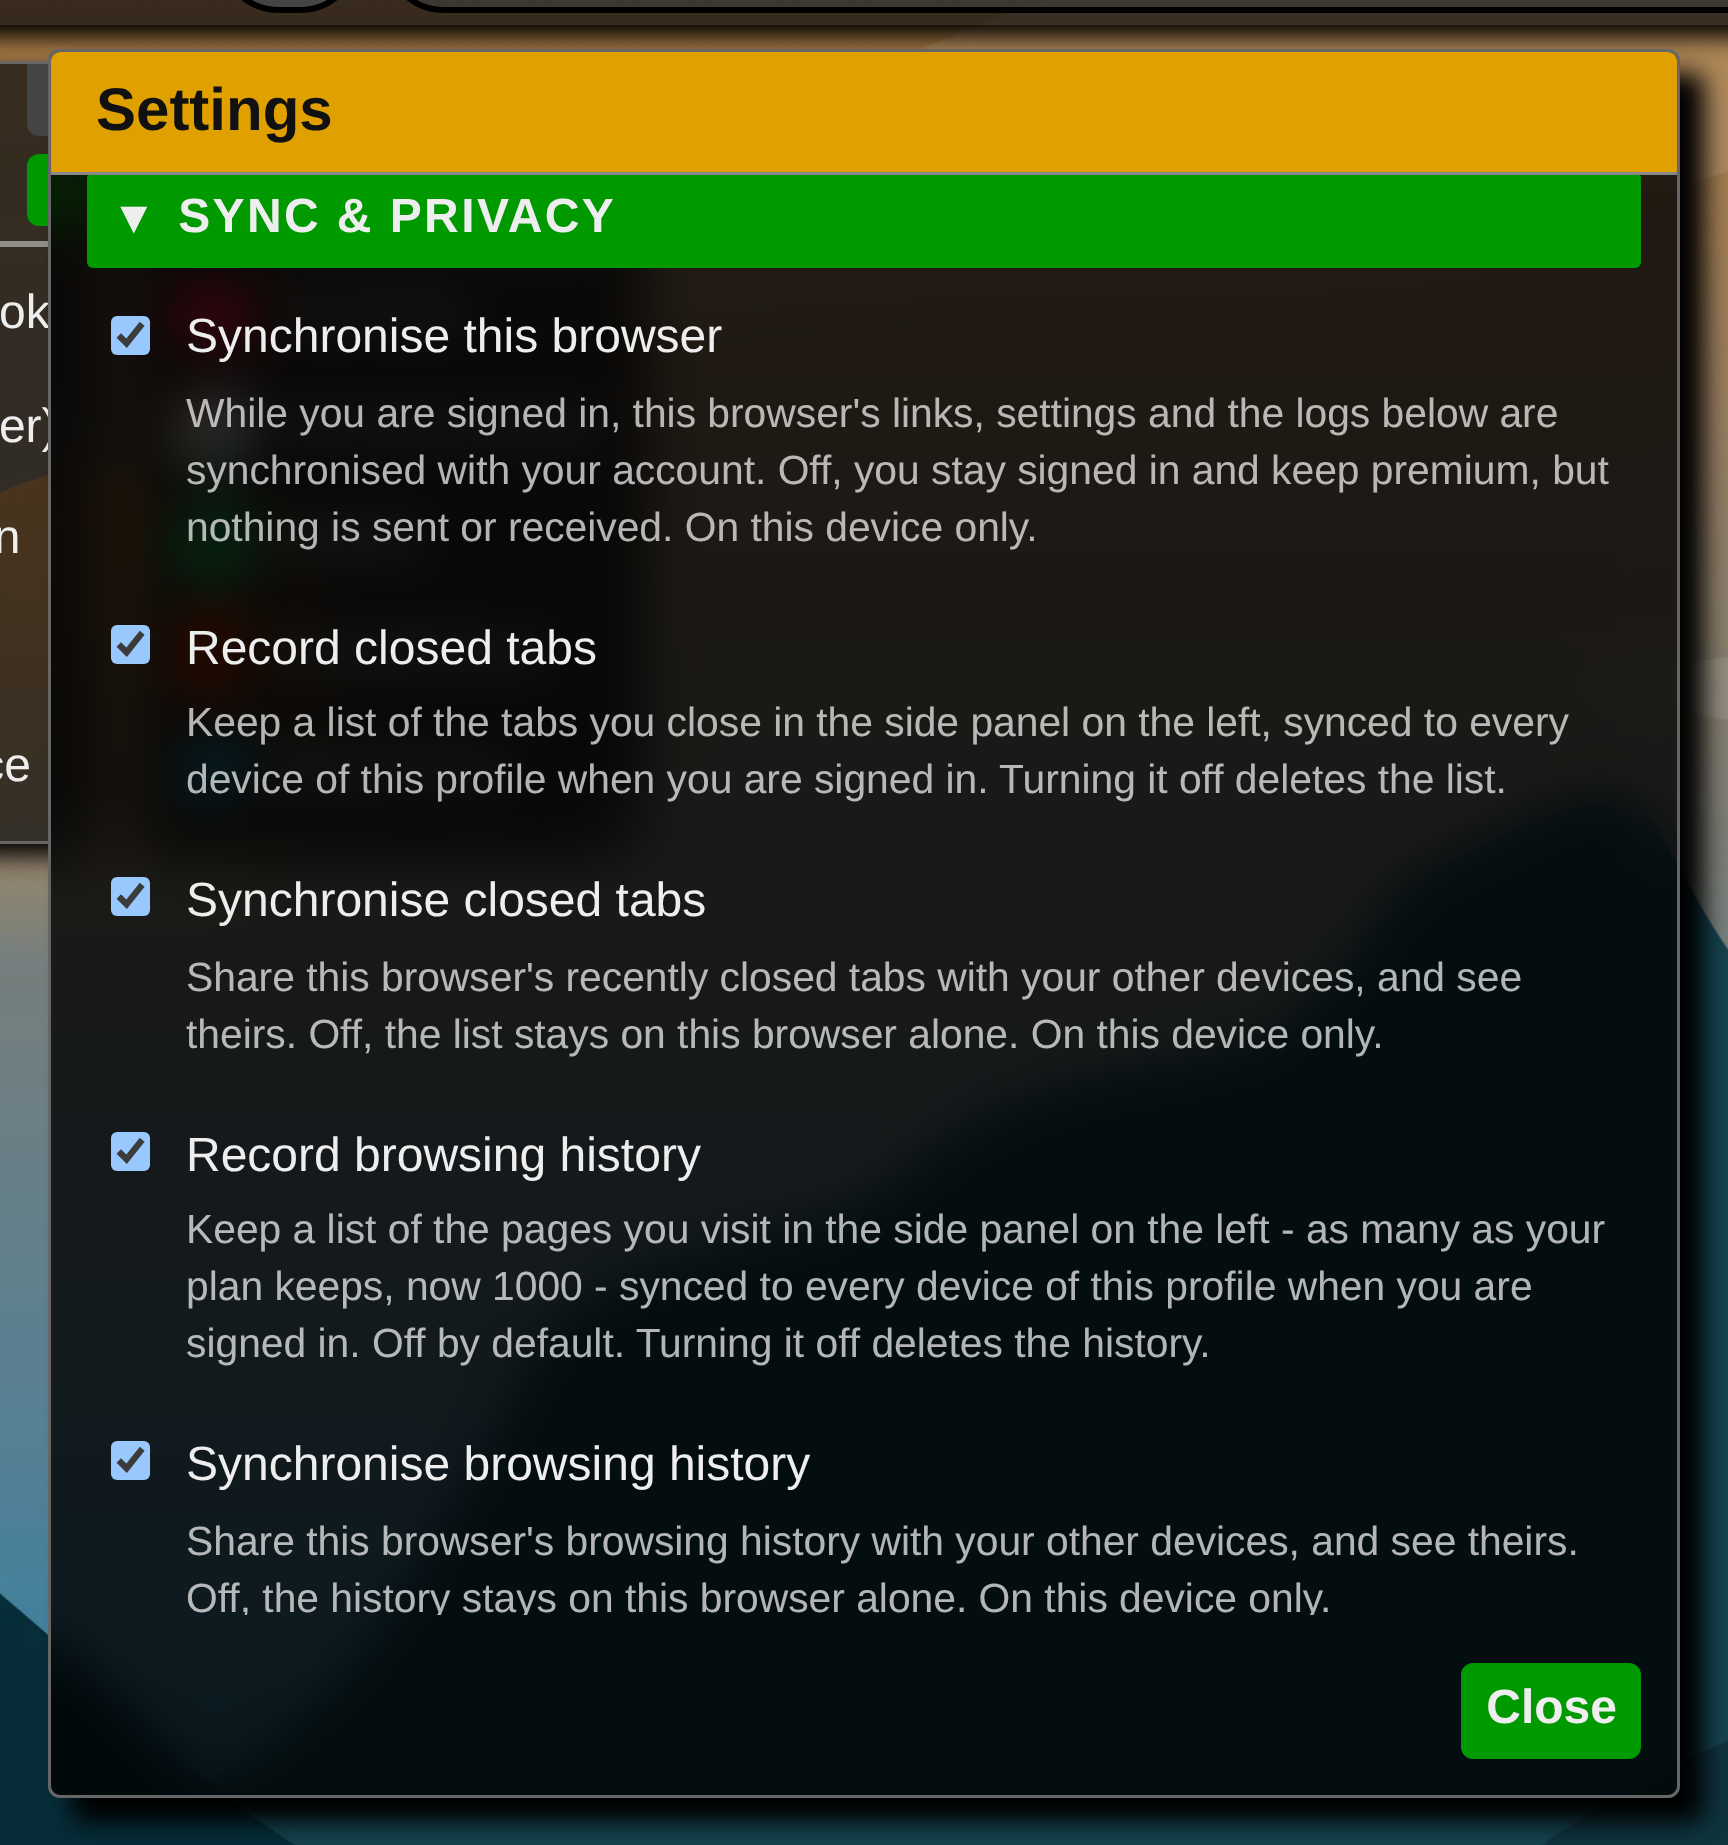 Settings
▼ SYNC & PRIVACY
ok
Synchronise this browser
While you are signed in, this browser's links, settings and the logs below are
er)
synchronised with your account. Off, you stay signed in and keep premium, but
nothing is sent or received. On this device only.
n
Record closed tabs
Keep a list of the tabs you close in the side panel on the left, synced to every
ce
device of this profile when you are signed in. Turning it off deletes the list.
Synchronise closed tabs
Share this browser's recently closed tabs with your other devices, and see
theirs. Off, the list stays on this browser alone. On this device only.
Record browsing history
Keep a list of the pages you visit in the side panel on the left - as many as your
plan keeps, now 1000 - synced to every device of this profile when you are
signed in. Off by default. Turning it off deletes the history.
Synchronise browsing history
Share this browser's browsing history with your other devices, and see theirs.
Off, the history stays on this browser alone. On this device only.
Close